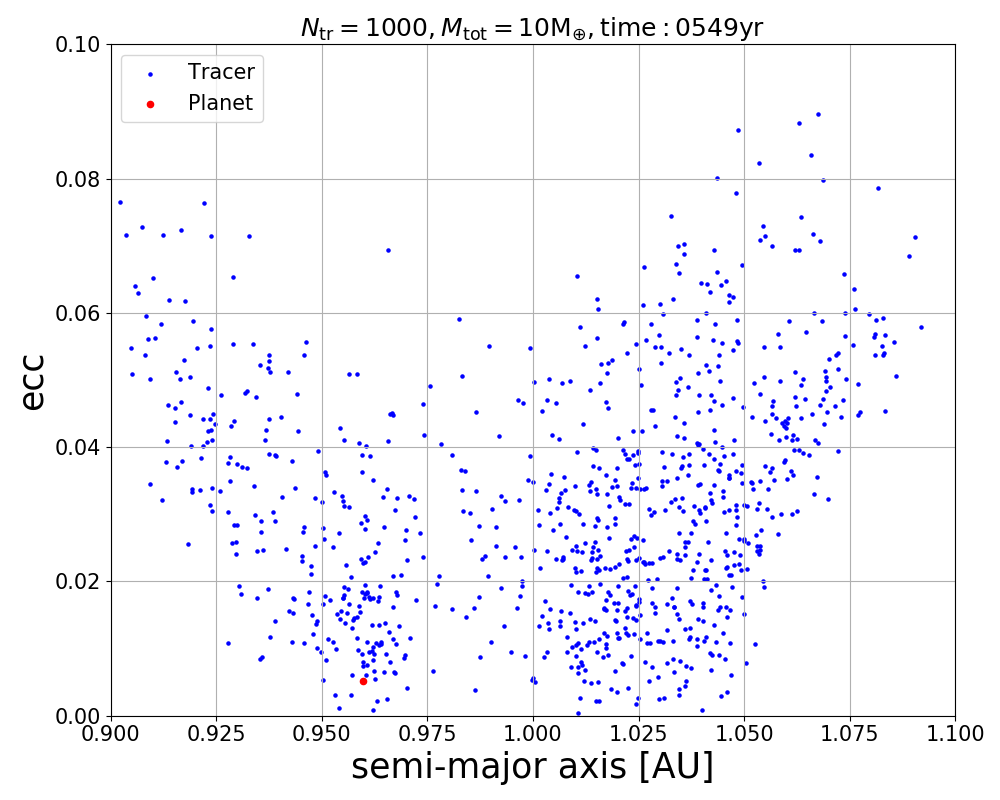 N_tr = 1000, M_tot = 10M_⊕, time : 0549yr
Tracer
Planet
ecc
0.10
0.08
0.06
0.04
0.02
0.00
0.900 0.925 0.950 0.975 1.000 1.025 1.050 1.075 1.100
semi-major axis [AU]